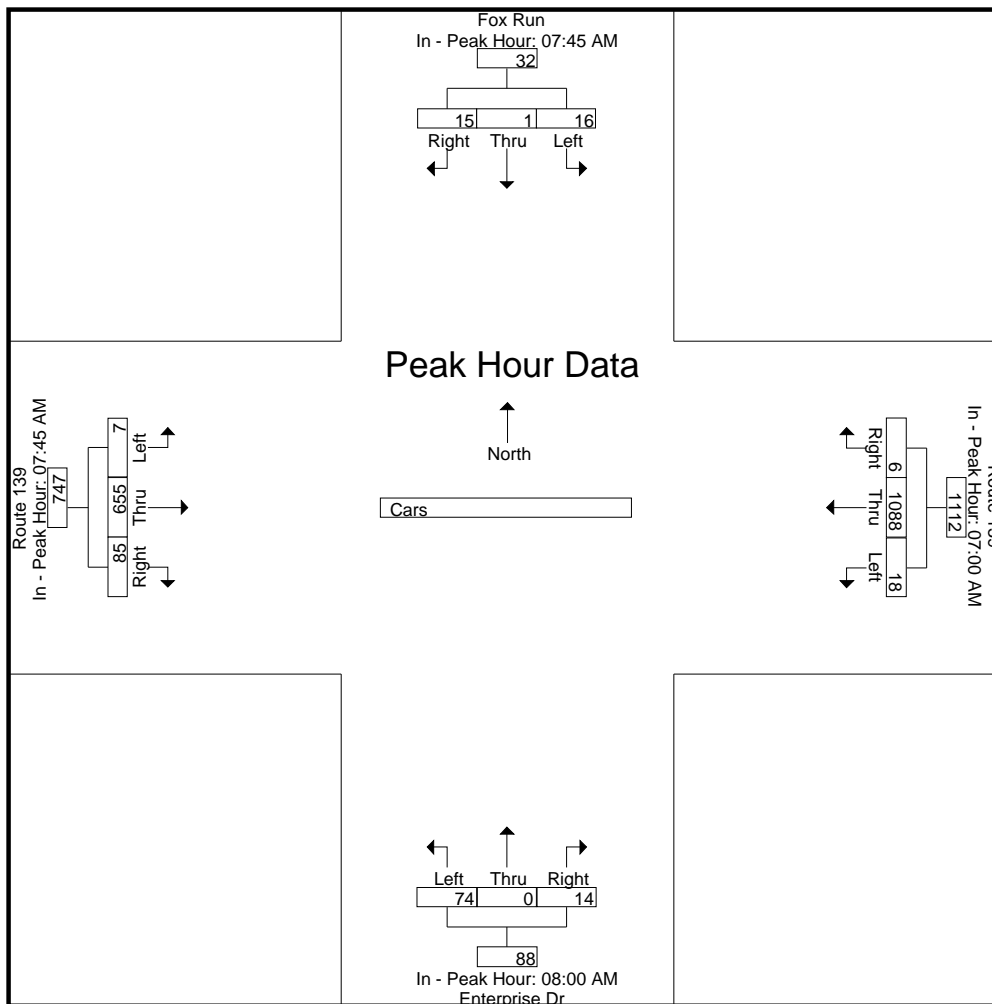 Fox Run
In - Peak Hour: 07:45 AM
32
15 1 16
Right Thru Left
Peak Hour Data
North
Cars
Route 139
In - Peak Hour: 07:45 AM
747
7 655 85
Left Thru Right
Right Thru Left
6 1088 18
1112
In - Peak Hour: 07:00 AM
Route
Left Thru Right
74 0 14
88
In - Peak Hour: 08:00 AM
Enterprise Dr